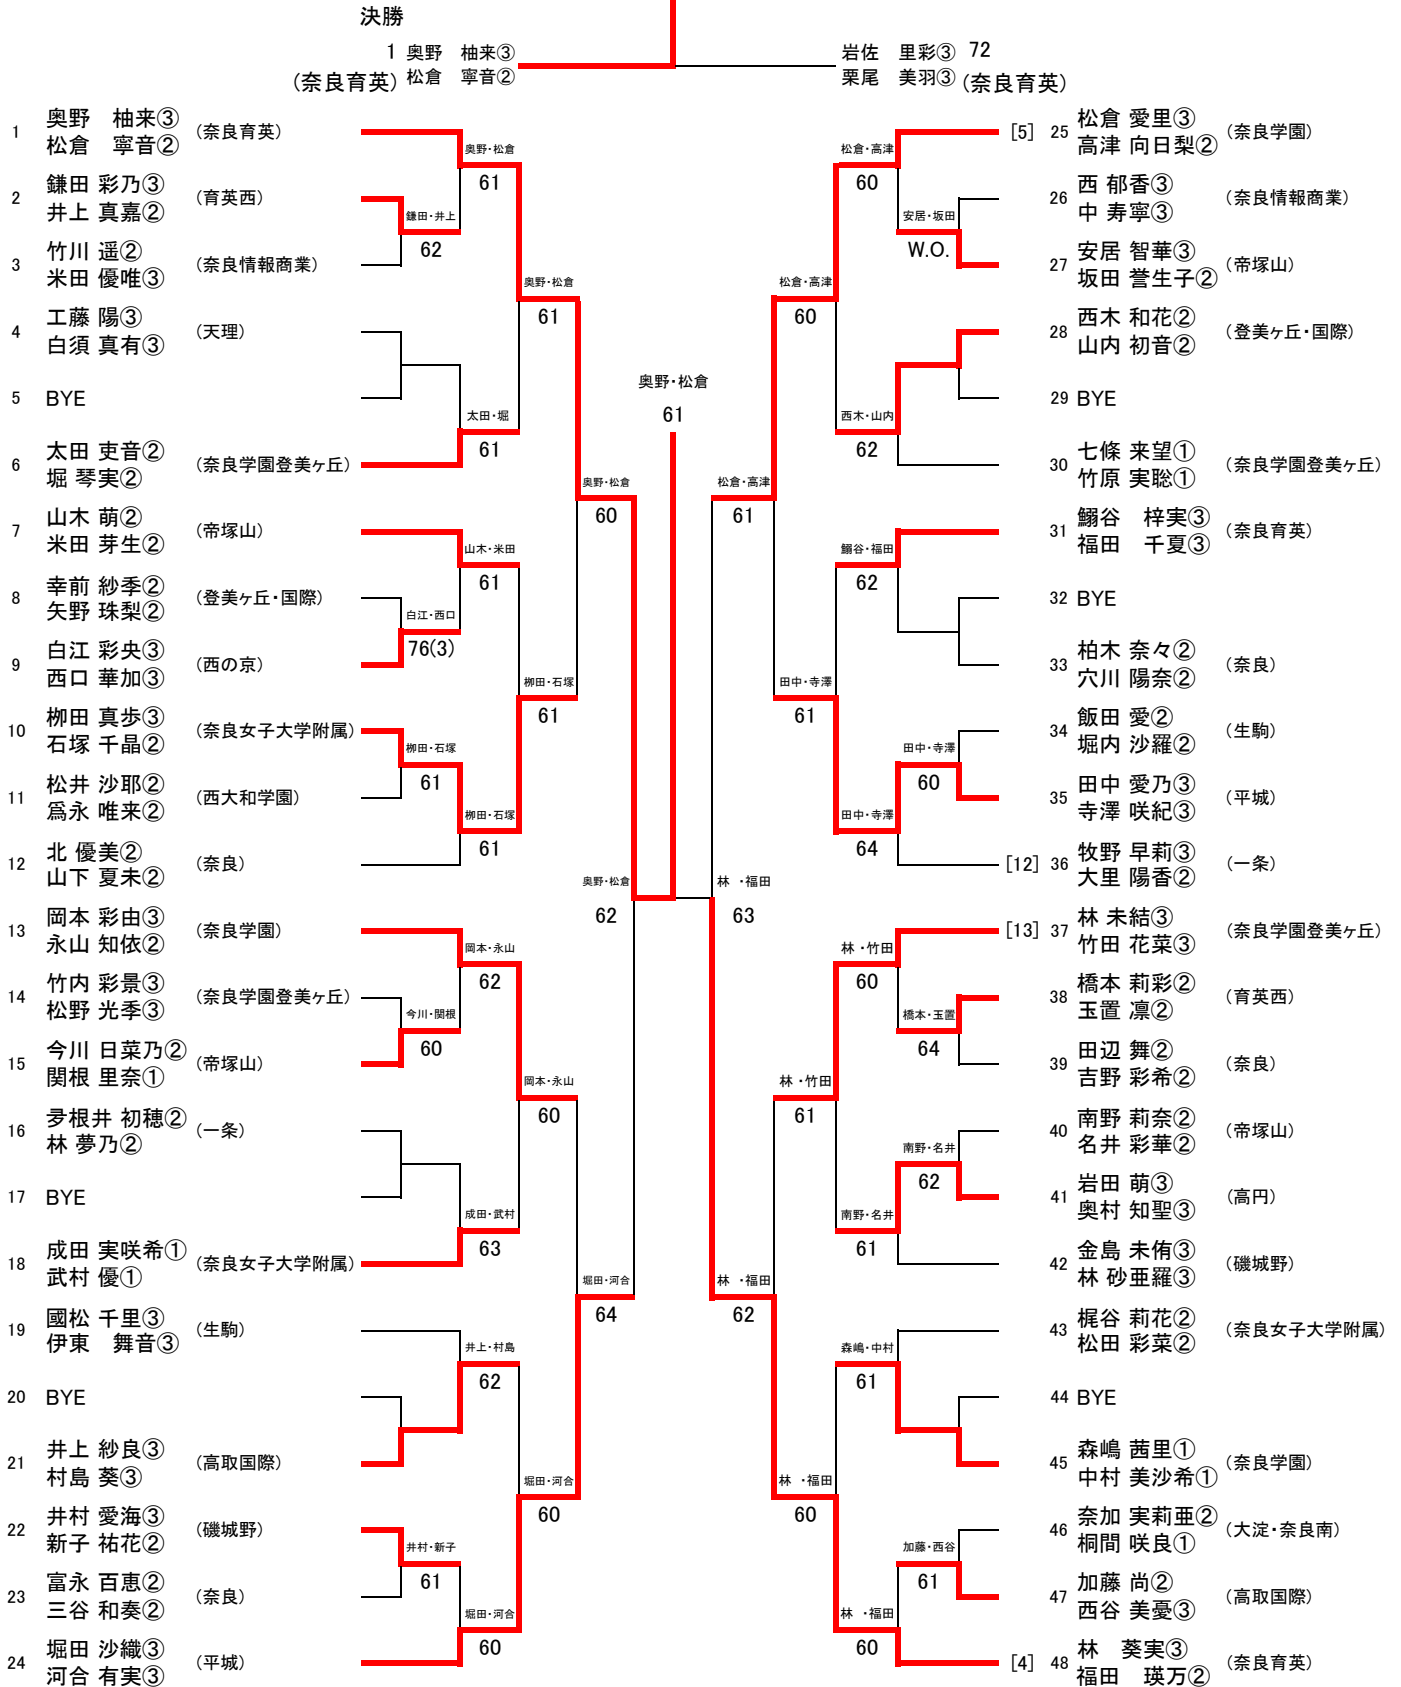 決勝
1 奥野　柚来③
松倉　寧音②
(奈良育英)
岩佐　里彩③ 72
栗尾　美羽③
(奈良育英)
1 奥野　柚来③ (奈良育英)
松倉　寧音②
2 鎌田 彩乃③ (育英西)
井上 真嘉②
3 竹川 遥② (奈良情報商業)
米田 優唯③
4 工藤 陽③ (天理)
白須 真有③
5 BYE
6 太田 吏音② (奈良学園登美ヶ丘)
堀 琴実②
7 山木 萌② (帝塚山)
米田 芽生②
8 幸前 紗季② (登美ヶ丘・国際)
矢野 珠梨②
9 白江 彩央③ (西の京)
西口 華加③
10 栁田 真歩③ (奈良女子大学附属)
石塚 千晶②
11 松井 沙耶② (西大和学園)
爲永 唯来②
12 北 優美② (奈良)
山下 夏未②
13 岡本 彩由③ (奈良学園)
永山 知依②
14 竹内 彩景③ (奈良学園登美ヶ丘)
松野 光季③
15 今川 日菜乃② (帝塚山)
関根 里奈①
16 夛根井 初穂② (一条)
林 夢乃②
17 BYE
18 成田 実咲希① (奈良女子大学附属)
武村 優①
19 國松 千里③ (生駒)
伊東　舞音③
20 BYE
21 井上 紗良③ (高取国際)
村島 葵③
22 井村 愛海③ (磯城野)
新子 祐花②
23 富永 百恵② (奈良)
三谷 和奏②
24 堀田 沙織③ (平城)
河合 有実③
鎌田・井上
62
白江・西口
76(3)
栁田・石塚
61
今川・関根
60
井村・新子
61
奥野・松倉
61
太田・堀
61
山木・米田
61
栁田・石塚
61
岡本・永山
62
成田・武村
63
井上・村島
62
堀田・河合
60
奥野・松倉
61
栁田・石塚
61
岡本・永山
60
堀田・河合
60
奥野・松倉
60
堀田・河合
64
奥野・松倉
62
奥野・松倉
61
林　・福田
63
松倉・高津
61
林　・福田
62
松倉・高津
60
田中・寺澤
61
林　・竹田
61
林　・福田
60
松倉・高津
60
西木・山内
62
鰯谷・福田
62
田中・寺澤
64
林　・竹田
60
南野・名井
61
森嶋・中村
61
林　・福田
60
安居・坂田
W.O.
田中・寺澤
60
橋本・玉置
64
南野・名井
62
加藤・西谷
61
[5] 25 松倉 愛里③ (奈良学園)
高津 向日梨②
26 西 郁香③ (奈良情報商業)
中 寿寧③
27 安居 智華③ (帝塚山)
坂田 誉生子②
28 西木 和花② (登美ヶ丘・国際)
山内 初音②
29 BYE
30 七條 来望① (奈良学園登美ヶ丘)
竹原 実聡①
31 鰯谷　梓実③ (奈良育英)
福田　千夏③
32 BYE
33 柏木 奈々② (奈良)
穴川 陽奈②
34 飯田 愛② (生駒)
堀内 沙羅②
35 田中 愛乃③ (平城)
寺澤 咲紀③
[12] 36 牧野 早莉③ (一条)
大里 陽香②
[13] 37 林 未結③ (奈良学園登美ヶ丘)
竹田 花菜③
38 橋本 莉彩② (育英西)
玉置 凛②
39 田辺 舞② (奈良)
吉野 彩希②
40 南野 莉奈② (帝塚山)
名井 彩華②
41 岩田 萌③ (高円)
奥村 知聖③
42 金島 未侑③ (磯城野)
林 砂亜羅③
43 梶谷 莉花② (奈良女子大学附属)
松田 彩菜②
44 BYE
45 森嶋 茜里① (奈良学園)
中村 美沙希①
46 奈加 実莉亜② (大淀・奈良南)
桐間 咲良①
47 加藤 尚② (高取国際)
西谷 美憂③
[4] 48 林　葵実③ (奈良育英)
福田　瑛万②